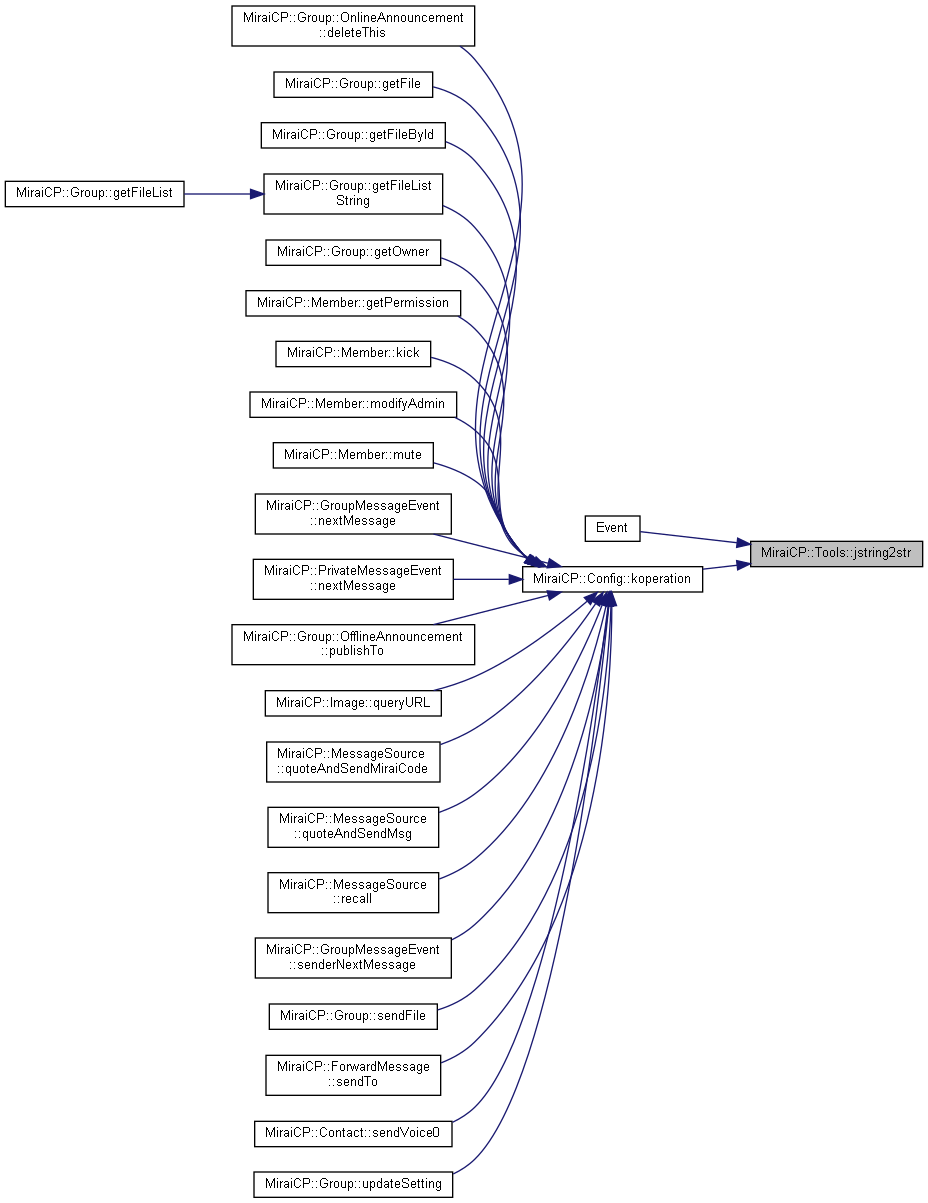 MiraiCP::Group::OnlineAnnouncement
::deleteThis
MiraiCP::Group::getFile
MiraiCP::Group::getFileById
MiraiCP::Group::getFileList
MiraiCP::Group::getFileList
String
MiraiCP::Group::getOwner
MiraiCP::Member::getPermission
MiraiCP::Member::kick
MiraiCP::Member::modifyAdmin
MiraiCP::Member::mute
MiraiCP::GroupMessageEvent
::nextMessage
MiraiCP::PrivateMessageEvent
::nextMessage
MiraiCP::Group::OfflineAnnouncement
::publishTo
MiraiCP::Image::queryURL
MiraiCP::MessageSource
::quoteAndSendMiraiCode
MiraiCP::MessageSource
::quoteAndSendMsg
MiraiCP::MessageSource
::recall
MiraiCP::GroupMessageEvent
::senderNextMessage
MiraiCP::Group::sendFile
MiraiCP::ForwardMessage
::sendTo
MiraiCP::Contact::sendVoice0
MiraiCP::Group::updateSetting
Event
MiraiCP::Config::koperation
MiraiCP::Tools::jstring2str